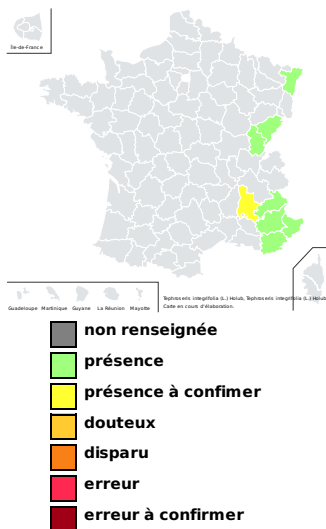 Île-de-France
Guadeloupe Martinique Guyane La Réunion Mayotte
Tephroseris integrifolia (L.) Holub, Tephroseris integrifolia (L.) Holub
Carte en cours d'élaboration.
non renseignée
présence
présence à confimer
douteux
disparu
erreur
erreur à confirmer